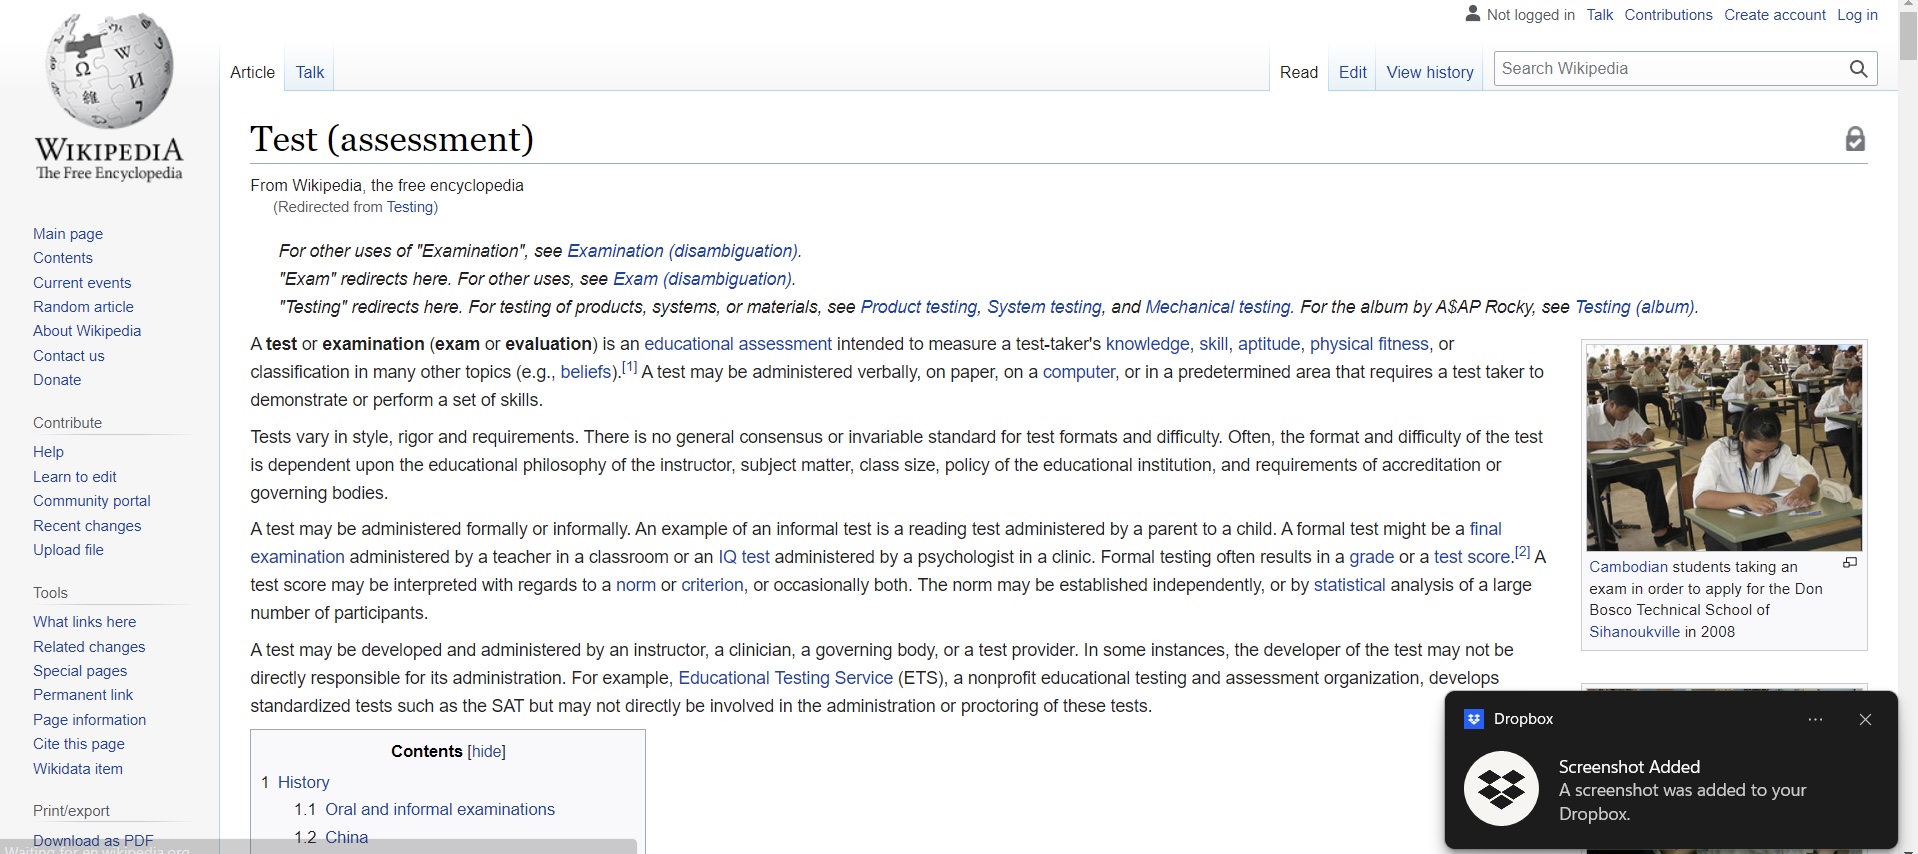 Not logged in Talk Contributions Create account Log in
Article Talk Read Edit View history Search Wikipedia
WIKIPEDIA
The Free Encyclopedia
Main page
Contents
Current events
Random article
About Wikipedia
Contact us
Donate
Contribute
Help
Learn to edit
Community portal
Recent changes
Upload file
Tools
What links here
Related changes
Special pages
Permanent link
Page information
Cite this page
Wikidata item
Print/export
Download as PDF
Waiting for en.wikipedia.org
Test (assessment)
From Wikipedia, the free encyclopedia
(Redirected from Testing)
For other uses of "Examination", see Examination (disambiguation).
"Exam" redirects here. For other uses, see Exam (disambiguation).
"Testing" redirects here. For testing of products, systems, or materials, see Product testing, System testing, and Mechanical testing. For the album by A$AP Rocky, see Testing (album).
A test or examination (exam or evaluation) is an educational assessment intended to measure a test-taker's knowledge, skill, aptitude, physical fitness, or
classification in many other topics (e.g., beliefs).[1] A test may be administered verbally, on paper, on a computer, or in a predetermined area that requires a test taker to
demonstrate or perform a set of skills.
Tests vary in style, rigor and requirements. There is no general consensus or invariable standard for test formats and difficulty. Often, the format and difficulty of the test
is dependent upon the educational philosophy of the instructor, subject matter, class size, policy of the educational institution, and requirements of accreditation or
governing bodies.
A test may be administered formally or informally. An example of an informal test is a reading test administered by a parent to a child. A formal test might be a final
examination administered by a teacher in a classroom or an IQ test administered by a psychologist in a clinic. Formal testing often results in a grade or a test score.[2] A
test score may be interpreted with regards to a norm or criterion, or occasionally both. The norm may be established independently, or by statistical analysis of a large
number of participants.
A test may be developed and administered by an instructor, a clinician, a governing body, or a test provider. In some instances, the developer of the test may not be
directly responsible for its administration. For example, Educational Testing Service (ETS), a nonprofit educational testing and assessment organization, develops
standardized tests such as the SAT but may not directly be involved in the administration or proctoring of these tests.
Contents [hide]
1 History
1.1 Oral and informal examinations
1.2 China
Cambodian students taking an
exam in order to apply for the Don
Bosco Technical School of
Sihanoukville in 2008
Dropbox
Screenshot Added
A screenshot was added to your
Dropbox.